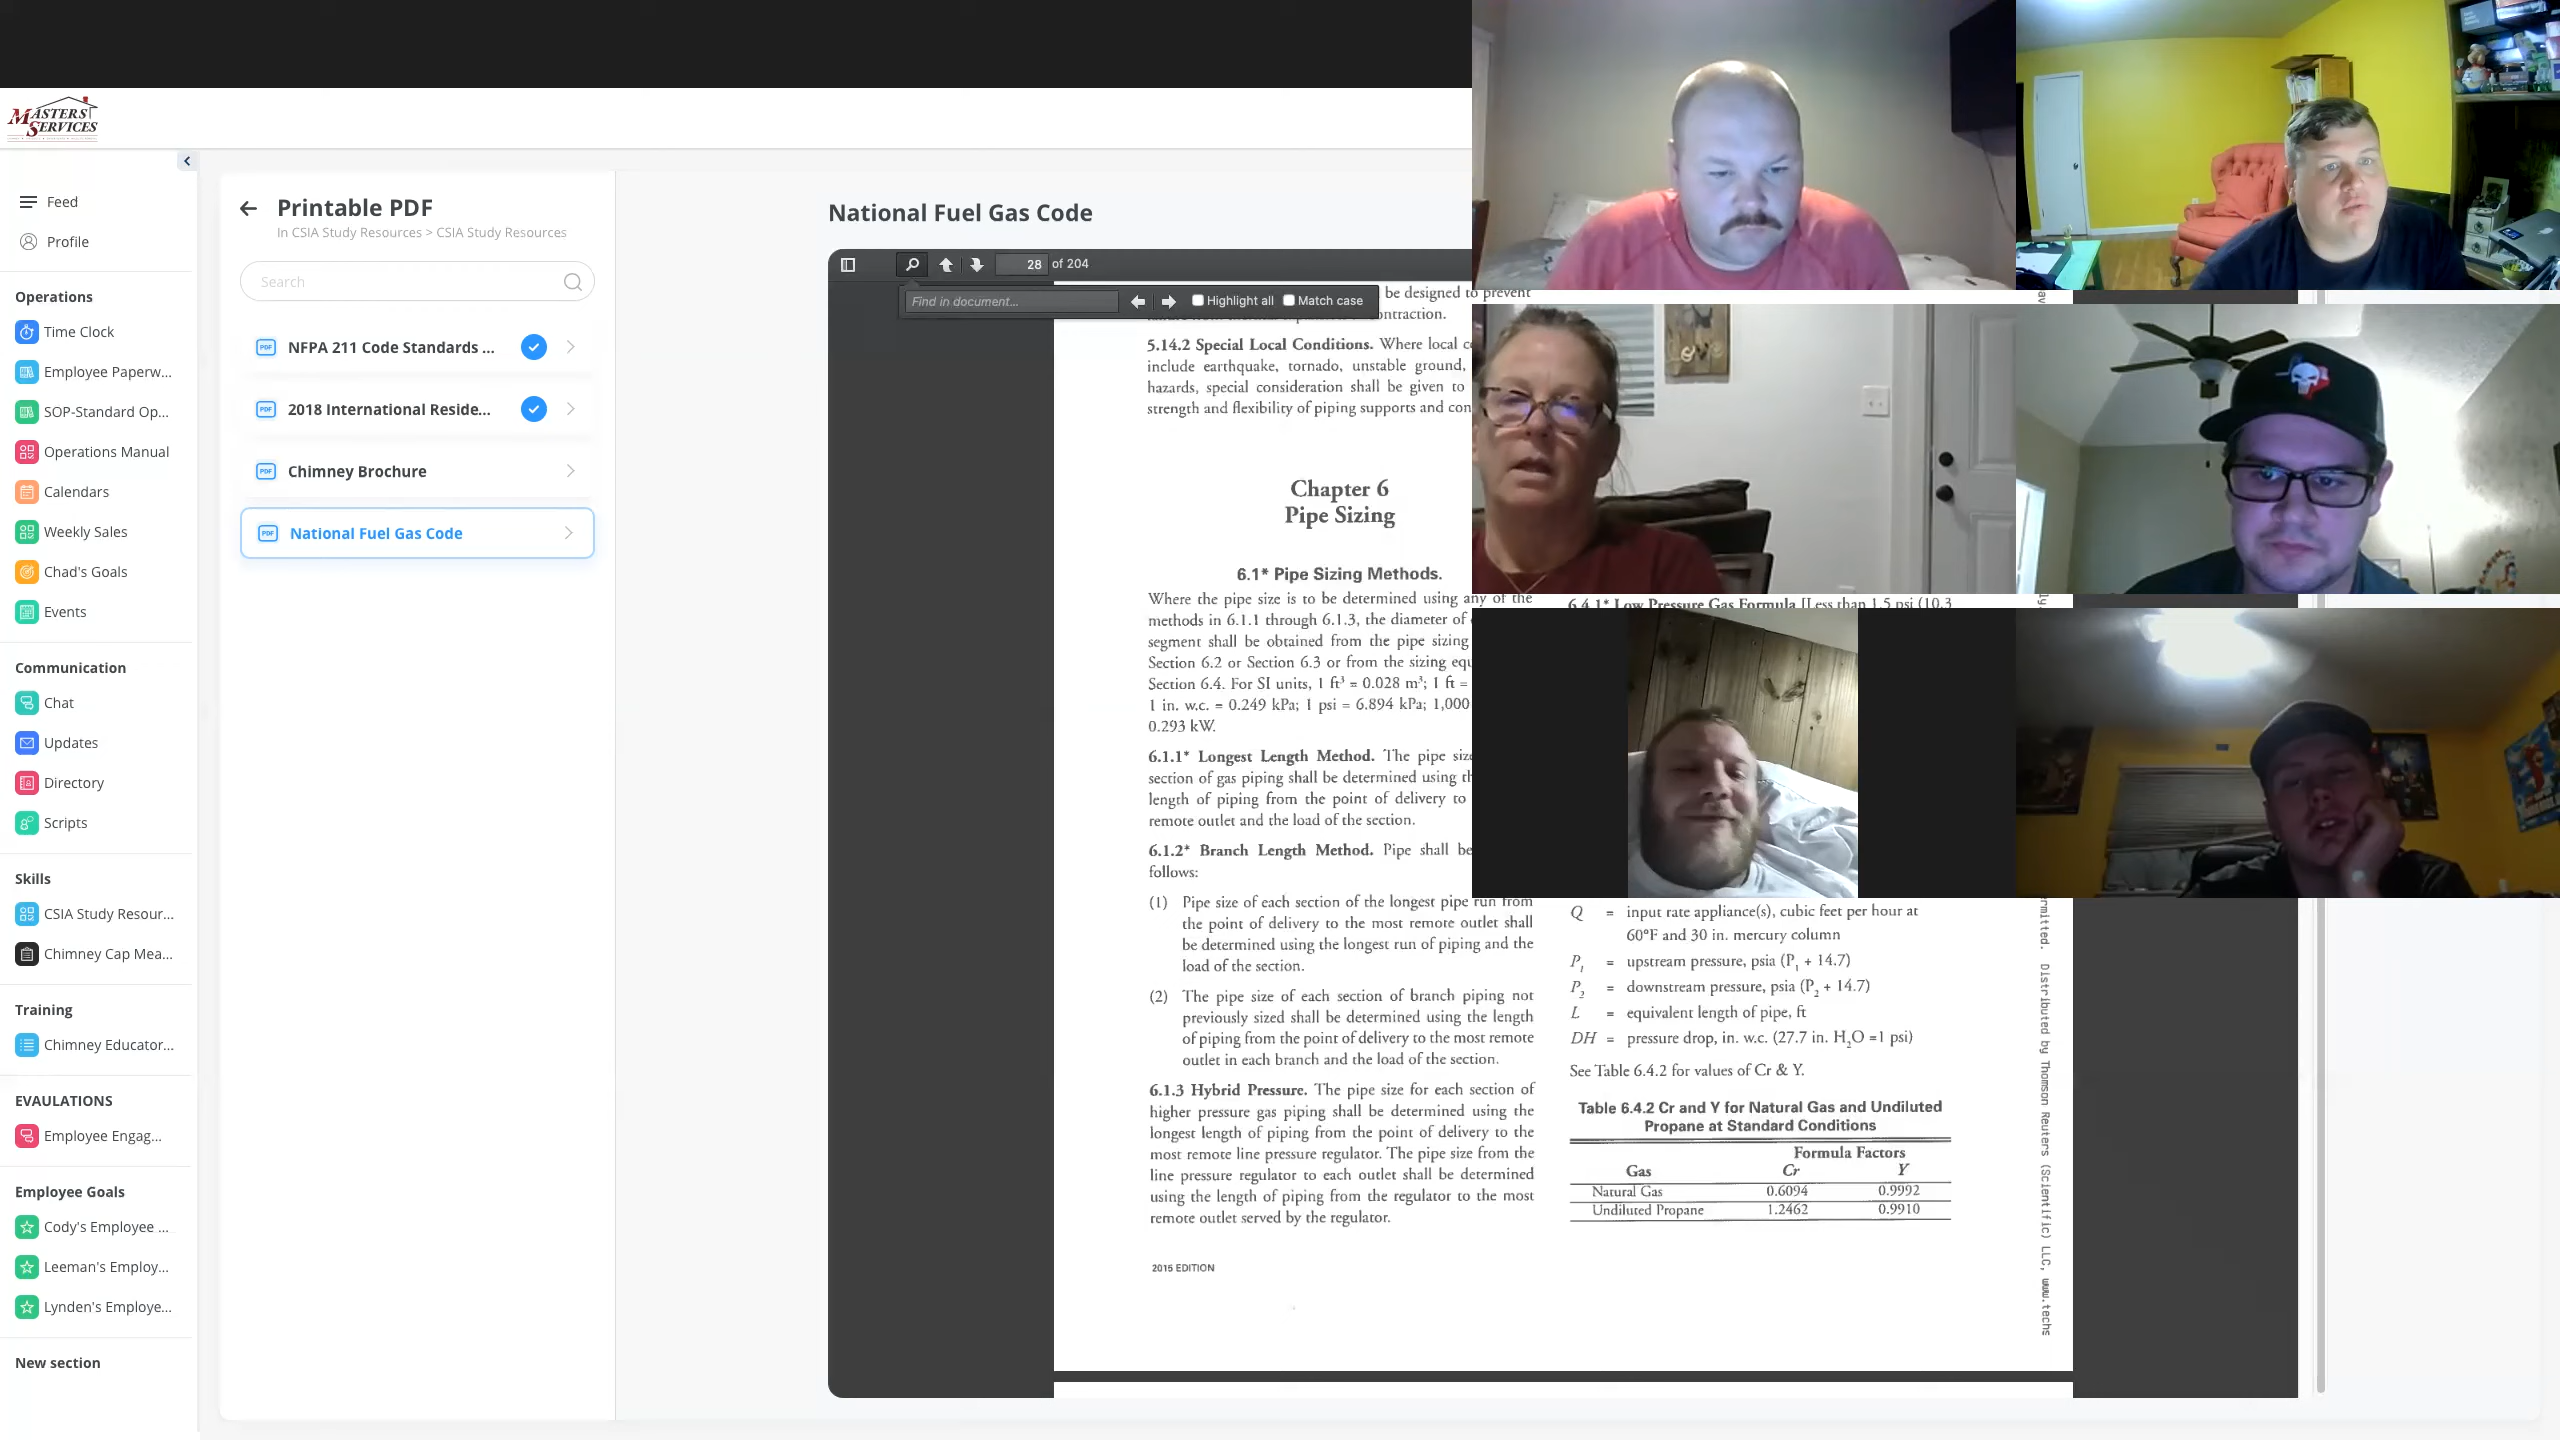 MASTERS SERVICES
Feed
Profile
Operations
Time Clock
Employee Paperw...
SOP-Standard Op...
Operations Manual
Calendars
Weekly Sales
Chad's Goals
Events
Communication
Chat
Updates
Directory
Scripts
Skills
CSIA Study Resour...
Chimney Cap Mea...
Training
Chimney Educator...
EVAULATIONS
Employee Engag...
Employee Goals
Cody's Employee ...
Leeman's Employ...
Lynden's Employe...
New section
Printable PDF
In CSIA Study Resources > CSIA Study Resources
Search
PDF NFPA 211 Code Standards ...
PDF 2018 International Reside...
PDF Chimney Brochure
PDF National Fuel Gas Code
National Fuel Gas Code
28 of 204
Find in document...
Highlight all
Match case
be designed to prevent
ontraction.
5.14.2 Special Local Conditions. Where local c
include earthquake, tornado, unstable ground,
hazards, special consideration shall be given to
strength and flexibility of piping supports and con
Chapter 6
Pipe Sizing
6.1* Pipe Sizing Methods.
Where the pipe size is to be determined using any of the
methods in 6.1.1 through 6.1.3, the diameter of
segment shall be obtained from the pipe sizing
Section 6.2 or Section 6.3 or from the sizing equ
Section 6.4. For SI units, 1 ft³ = 0.028 m³; 1 ft =
1 in. w.c. = 0.249 kPa; 1 psi = 6.894 kPa; 1,000
0.293 kW.
6.1.1* Longest Length Method. The pipe size
section of gas piping shall be determined using th
length of piping from the point of delivery to
remote outlet and the load of the section.
6.1.2* Branch Length Method. Pipe shall be
follows:
(1) Pipe size of each section of the longest pipe run from
the point of delivery to the most remote outlet shall
be determined using the longest run of piping and the
load of the section.
(2) The pipe size of each section of branch piping not
previously sized shall be determined using the length
of piping from the point of delivery to the most remote
outlet in each branch and the load of the section.
6.1.3 Hybrid Pressure. The pipe size for each section of
higher pressure gas piping shall be determined using the
longest length of piping from the point of delivery to the
most remote line pressure regulator. The pipe size from the
line pressure regulator to each outlet shall be determined
using the length of piping from the regulator to the most
remote outlet served by the regulator.
2015 EDITION
6.4.1* Low Pressure Gas Formula [Less than 1.5 psi (10.3
Q = input rate appliance(s), cubic feet per hour at
60°F and 30 in. mercury column
P₁ = upstream pressure, psia (P₁ + 14.7)
P₂ = downstream pressure, psia (P₂ + 14.7)
L = equivalent length of pipe, ft
DH = pressure drop, in. w.c. (27.7 in. H₂O =1 psi)
See Table 6.4.2 for values of Cr & Y.
Table 6.4.2 Cr and Y for Natural Gas and Undiluted
Propane at Standard Conditions
Formula Factors
Gas Cr Y
Natural Gas 0.6094 0.9992
Undiluted Propane 1.2462 0.9910
rmitted. Distributed by Thomson Reuters (Scientific) LLC, www.techs